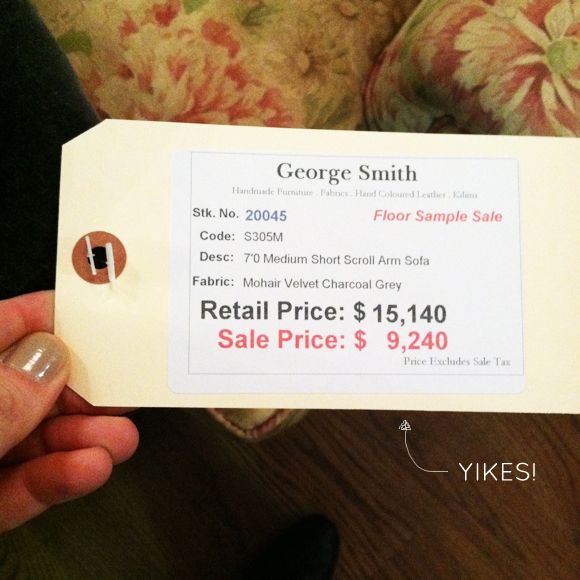 George Smith
Handmade Furniture . Fabrics . Hand Coloured Leather . Kilims
Stk. No. 20045 Floor Sample Sale
Code: S305M
Desc: 7'0 Medium Short Scroll Arm Sofa
Fabric: Mohair Velvet Charcoal Grey
Retail Price: $ 15,140
Sale Price: $ 9,240
Price Excludes Sale Tax
YIKES!